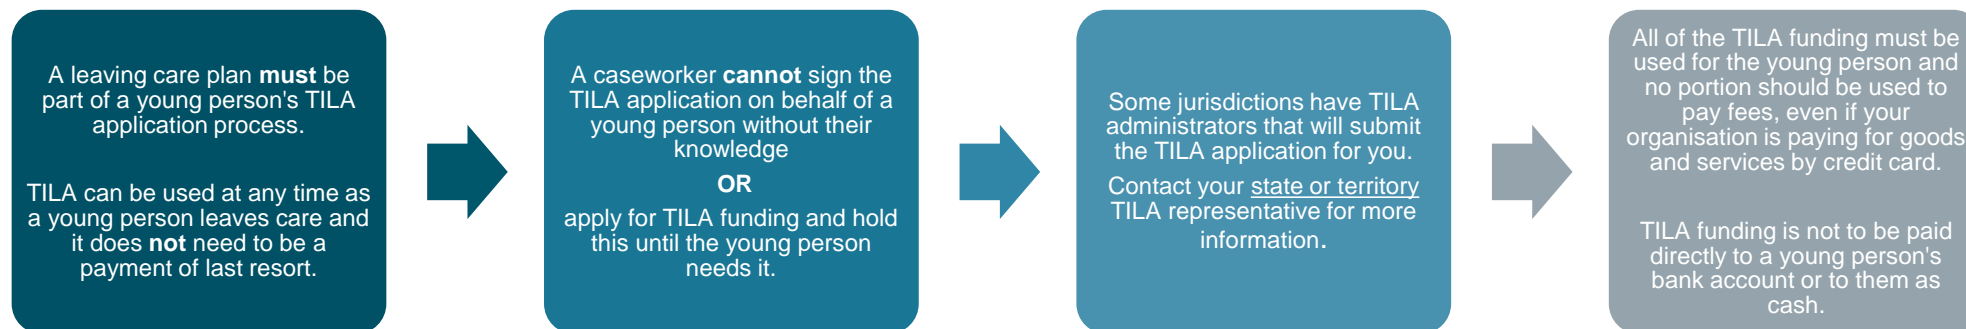 A leaving care plan must be
part of a young person's TILA
application process.
TILA can be used at any time as
a young person leaves care and
it does not need to be a
payment of last resort.
A caseworker cannot sign the
TILA application on behalf of a
young person without their
knowledge
OR
apply for TILA funding and hold
this until the young person
needs it.
Some jurisdictions have TILA
administrators that will submit
the TILA application for you.
Contact your state or territory
TILA representative for more
information.
All of the TILA funding must be
used for the young person and
no portion should be used to
pay fees, even if your
organisation is paying for goods
and services by credit card.
TILA funding is not to be paid
directly to a young person's
bank account or to them as
cash.